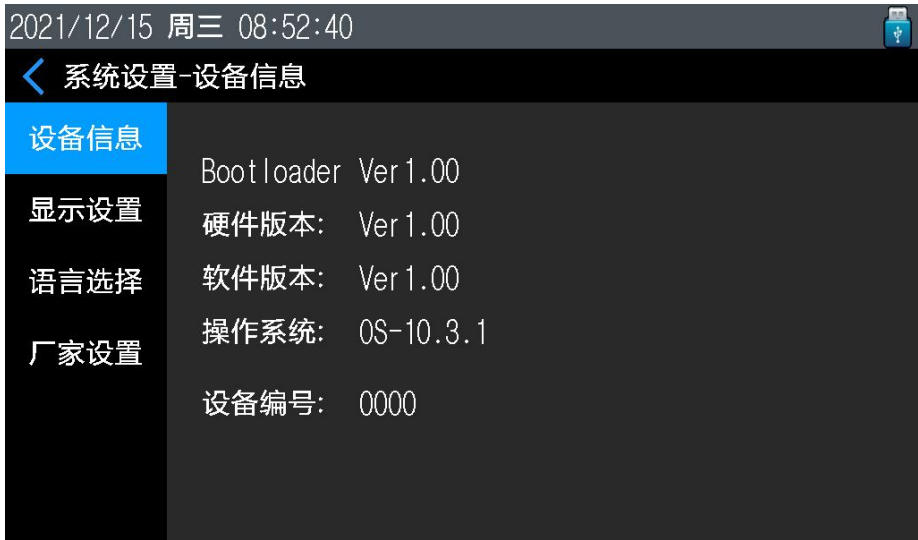 2021/12/15 周三 08:52:40
系统设置-设备信息
设备信息
显示设置
语言选择
厂家设置
Bootloader Ver1.00
硬件版本: Ver1.00
软件版本: Ver1.00
操作系统: OS-10.3.1
设备编号: 0000